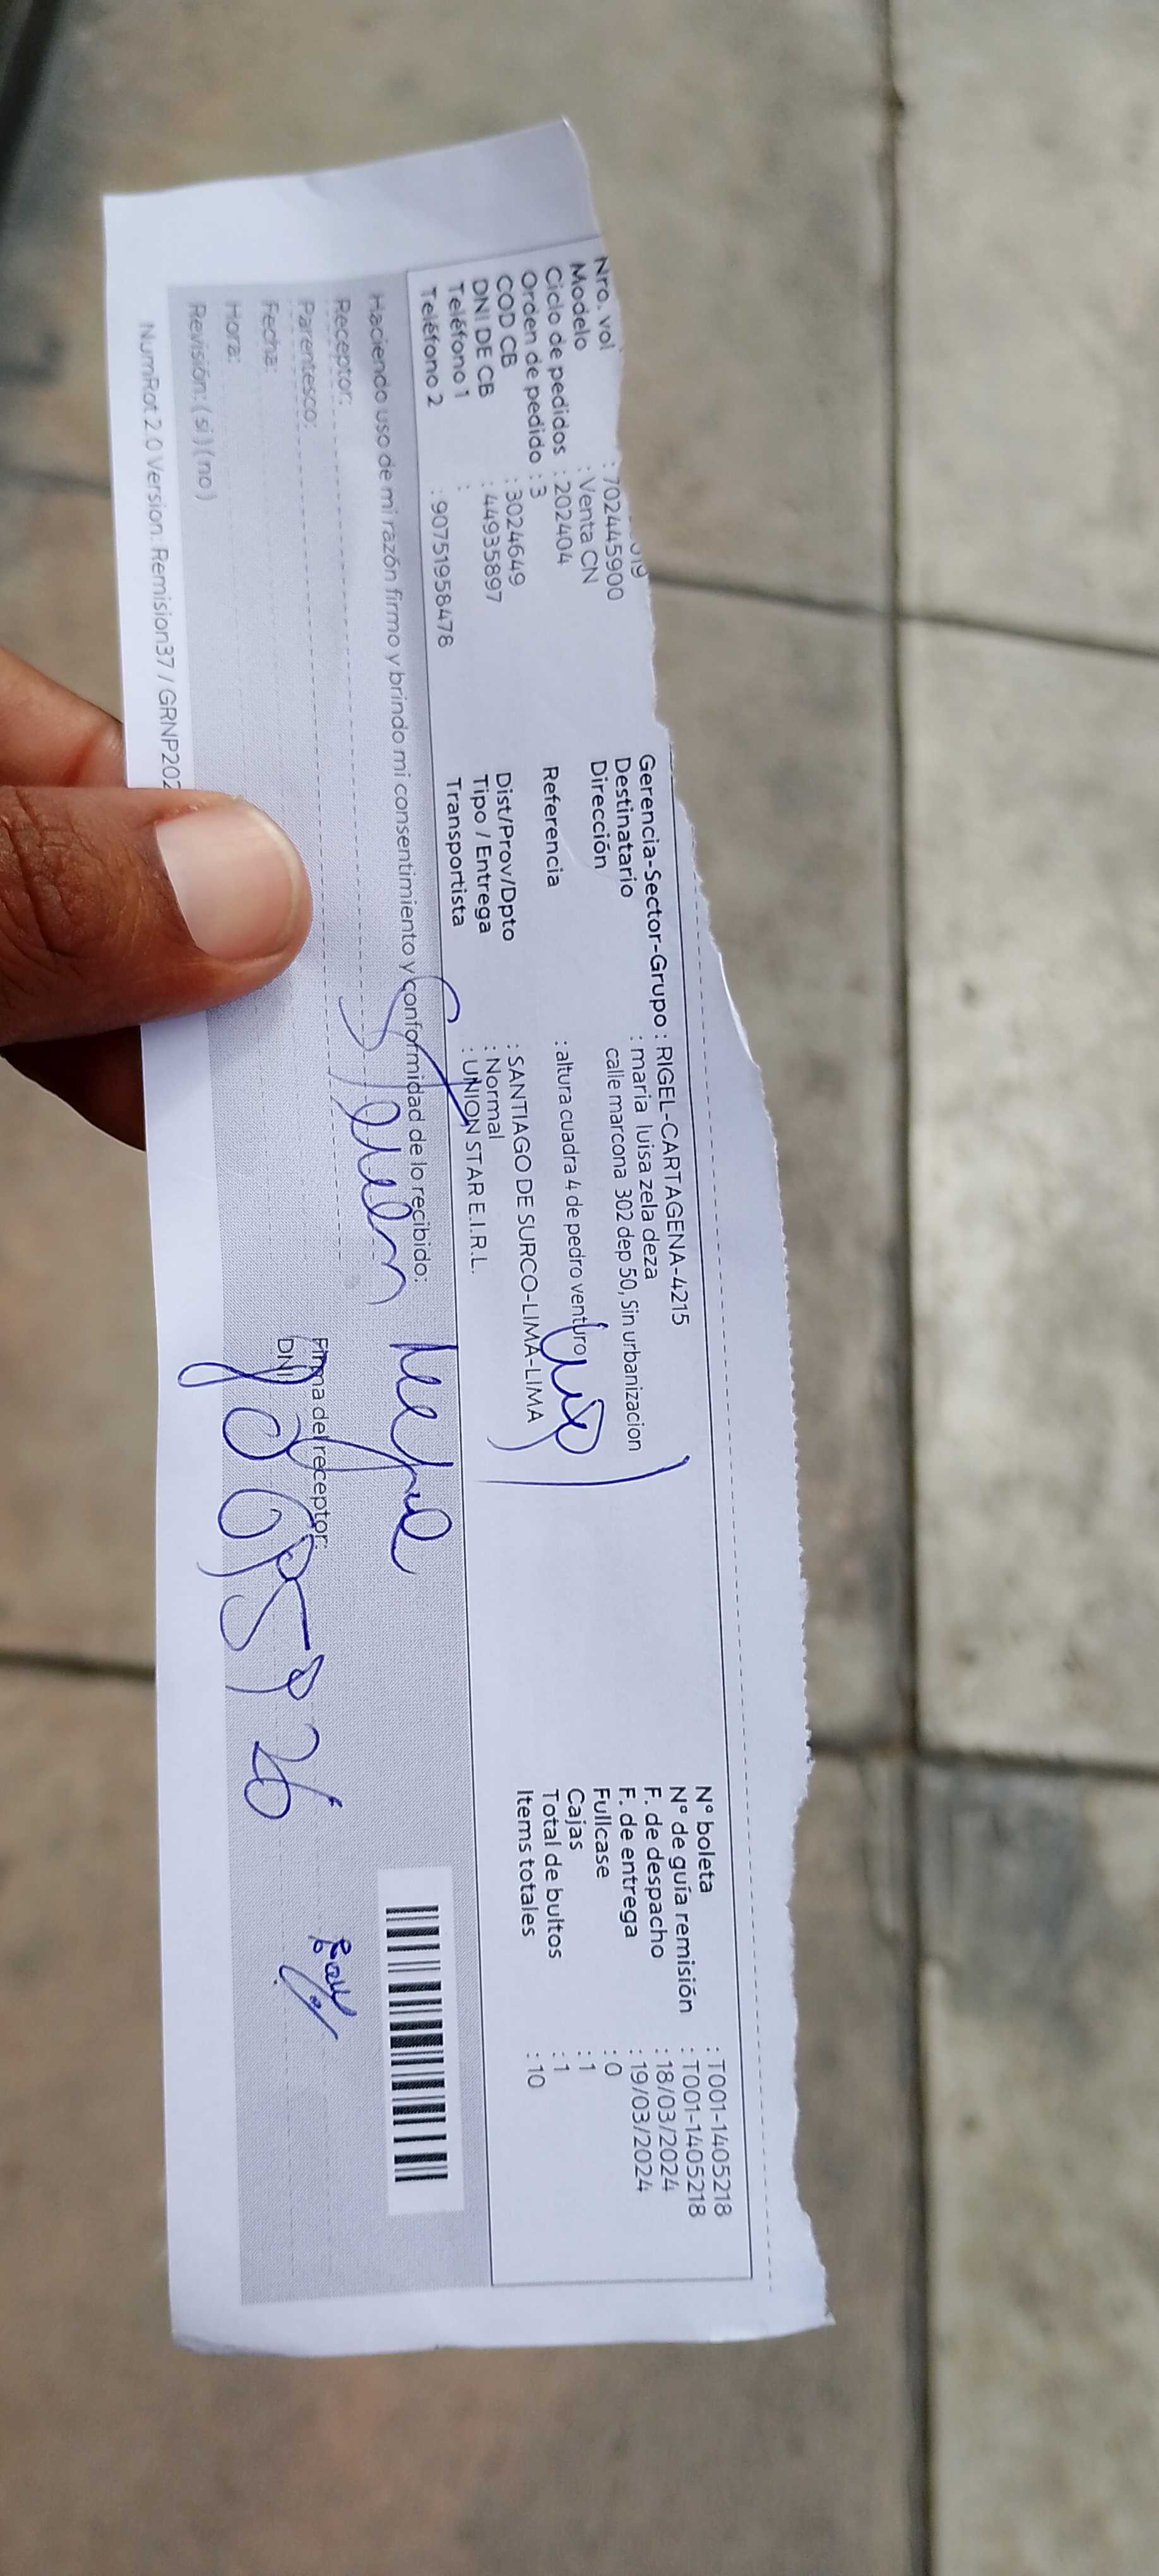 Nro. vol : 702445900
Modelo : Venta CN
Ciclo de pedidos : 202404
Orden de pedido : 3
COD CB : 3024649
DNI DE CB : 44935897
Teléfono 1 :
Teléfono 2 : 90751958478
Gerencia-Sector-Grupo : RIGEL-CARTAGENA-4215
Destinatario : maria luisa zela deza
Dirección calle marcona 302 dep 50, Sin urbanizacion
Referencia : altura cuadra 4 de pedro venturo
Dist/Prov/Dpto : SANTIAGO DE SURCO-LIMA-LIMA
Tipo / Entrega : Normal
Transportista : UNION STAR E.I.R.L.
N° boleta : T001-1405218
N° de guía remisión : T001-1405218
F. de despacho : 18/03/2024
F. de entrega : 19/03/2024
Fullcase : 0
Cajas : 1
Total de bultos : 1
Items totales : 10
Haciendo uso de mi razón firmo y brindo mi consentimiento y conformidad de lo recibido:
Receptor:
Parentesco:
Fecha:
Hora:
Revisión: (si) (no)
Firma del receptor:
DNI
NumRot 2.0 Version. Remision37 / GRNP202